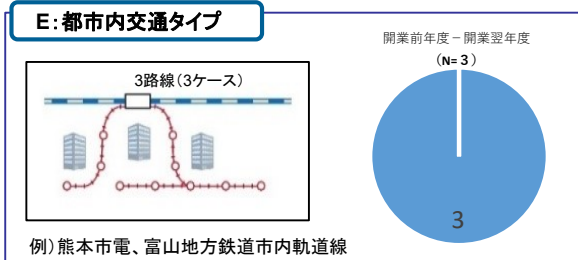 E:都市内交通タイプ
3路線(3ケース)
例)熊本市電、富山地方鉄道市内軌道線
開業前年度－開業翌年度
(N= 3 )
3